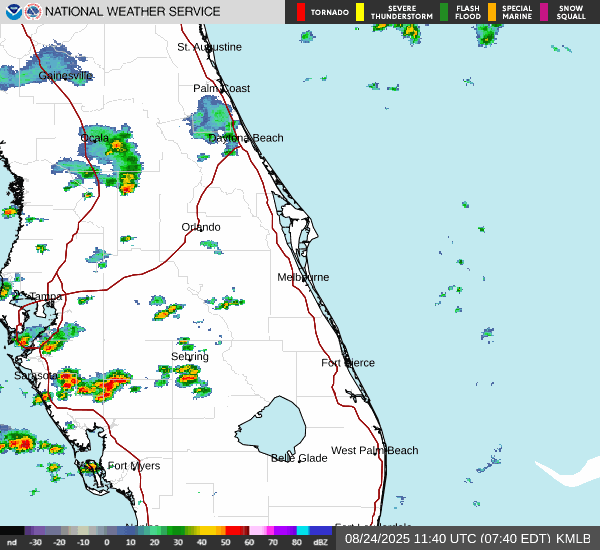 NATIONAL WEATHER SERVICE
TORNADO
SEVERE THUNDERSTORM
FLASH FLOOD
SPECIAL MARINE
SNOW SQUALL
St. Augustine
Gainesville
Palm Coast
Ocala
Daytona Beach
Orlando
Melbourne
Tampa
Sebring
Fort Pierce
Sarasota
West Palm Beach
Belle Glade
Fort Myers
nd -30 -20 -10 0 10 20 30 40 50 60 70 80 dBZ
08/24/2025 11:40 UTC (07:40 EDT) KMLB